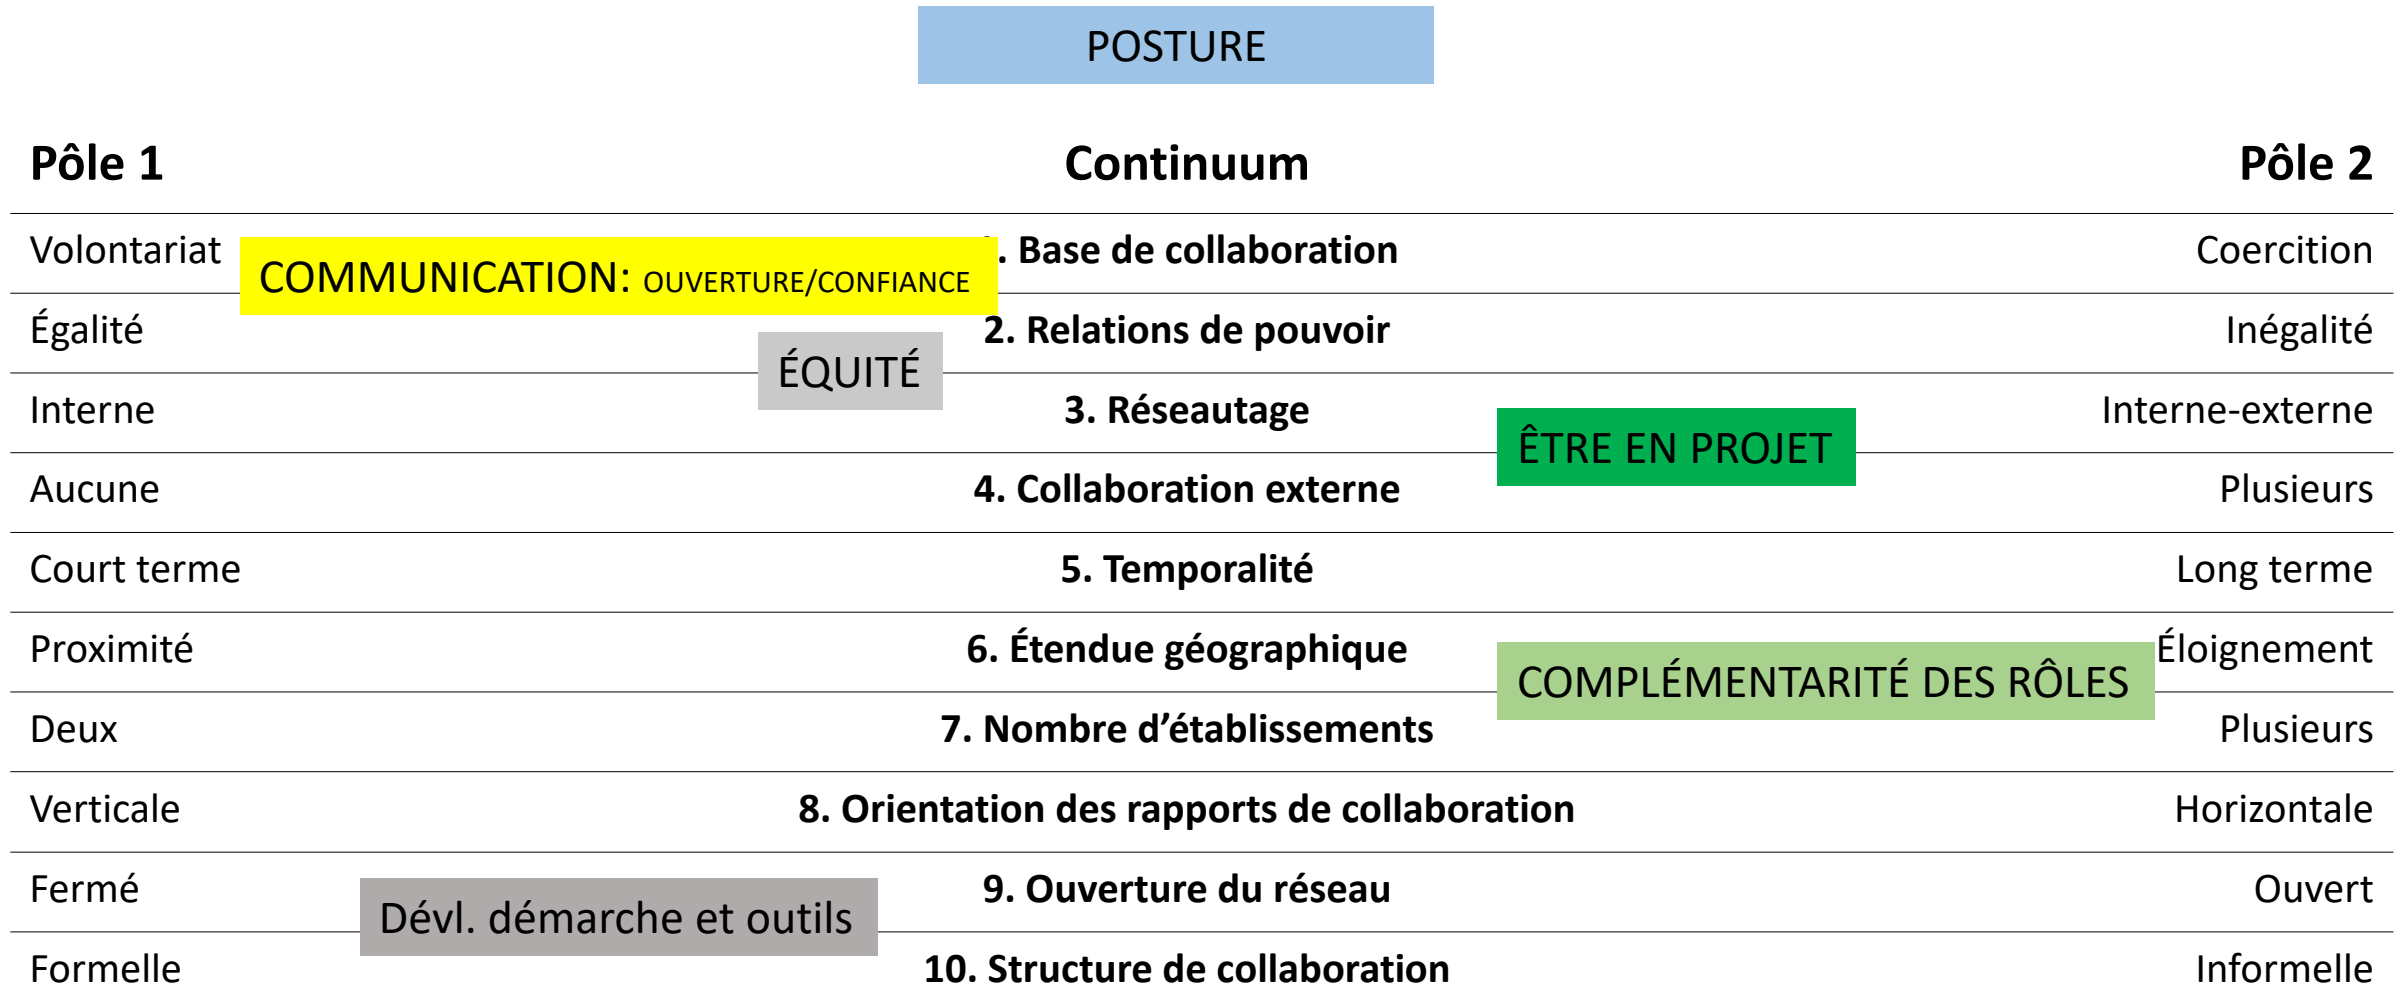 POSTURE
Pôle 1 Continuum Pôle 2
Volontariat . Base de collaboration Coercition
COMMUNICATION: OUVERTURE/CONFIANCE
Égalité 2. Relations de pouvoir Inégalité
ÉQUITÉ
Interne 3. Réseautage Interne-externe
ÊTRE EN PROJET
Aucune 4. Collaboration externe Plusieurs
Court terme 5. Temporalité Long terme
Proximité 6. Étendue géographique Éloignement
COMPLÉMENTARITÉ DES RÔLES
Deux 7. Nombre d’établissements Plusieurs
Verticale 8. Orientation des rapports de collaboration Horizontale
Fermé 9. Ouverture du réseau Ouvert
Dévl. démarche et outils
Formelle 10. Structure de collaboration Informelle